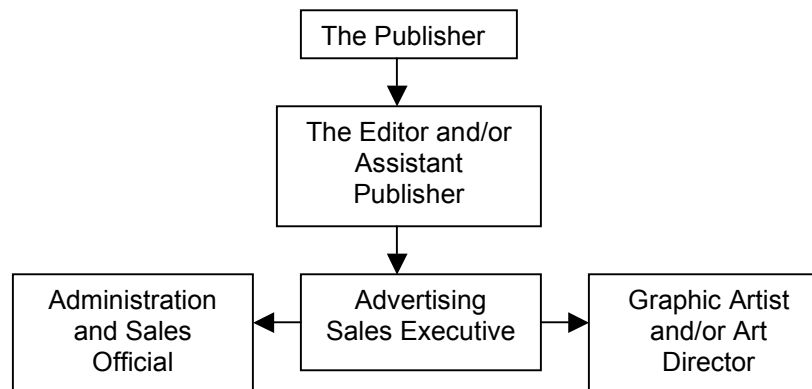 The Publisher
The Editor and/or
Assistant
Publisher
Administration
and Sales
Official
Advertising
Sales Executive
Graphic Artist
and/or Art
Director